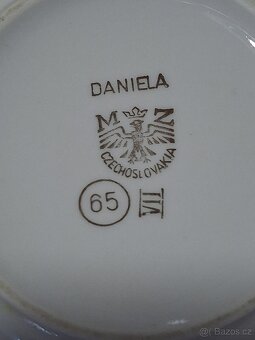 DANIELA
M Z
CZECHOSLOVAKIA
65 VII
© Bazos.cz